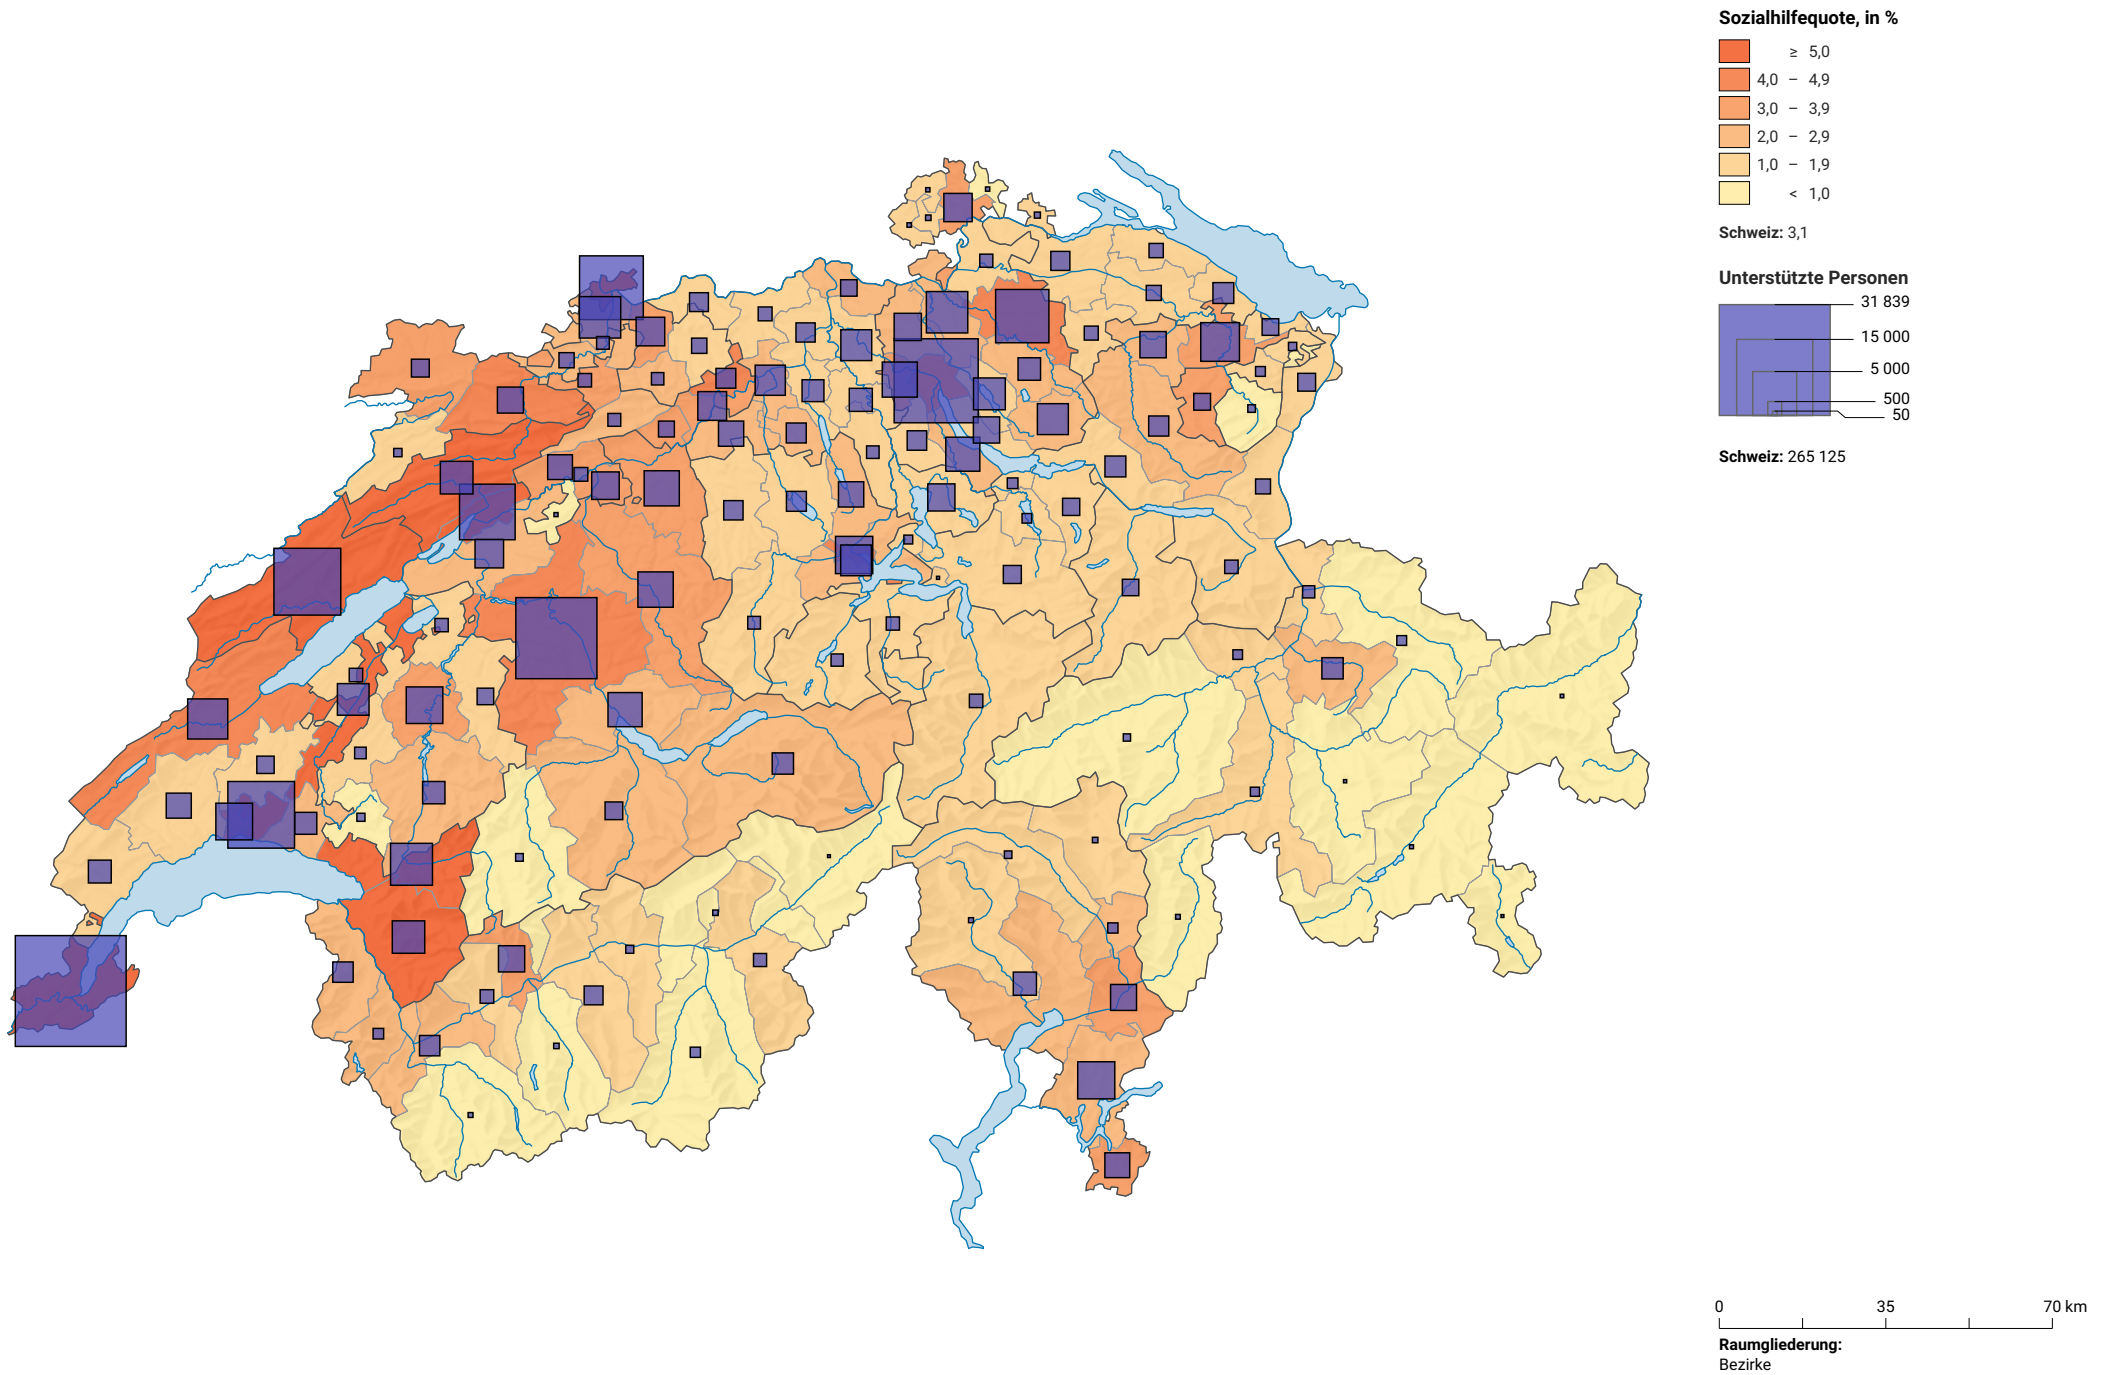 Sozialhilfequote, in %
≥ 5,0
4,0 – 4,9
3,0 – 3,9
2,0 – 2,9
1,0 – 1,9
< 1,0
Schweiz: 3,1
Unterstützte Personen
31 839
15 000
5 000
500
50
Schweiz: 265 125
0 35 70 km
Raumgliederung:
Bezirke